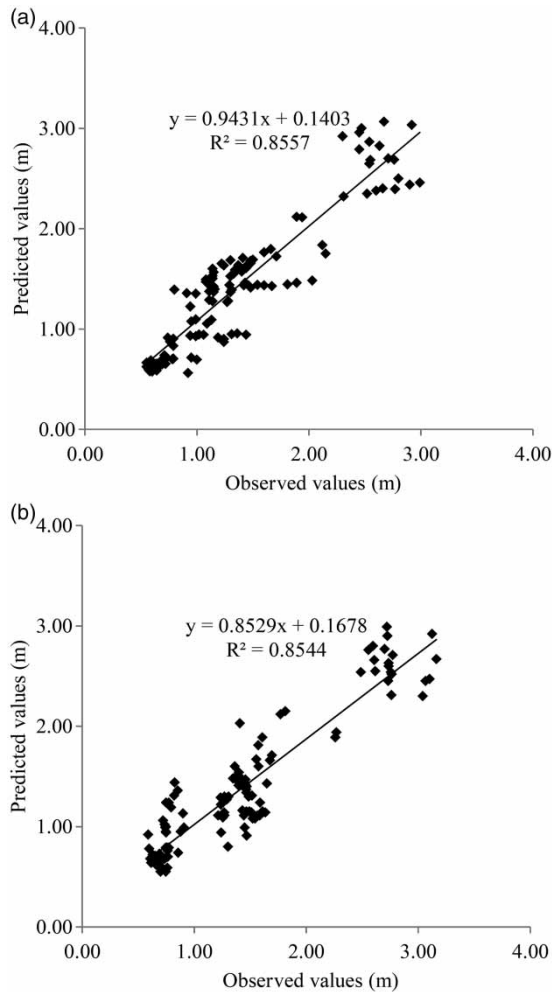 (a)
4.00
y = 0.9431x + 0.1403
R² = 0.8557
3.00
2.00
1.00
0.00
Predicted values (m)
0.00 1.00 2.00 3.00 4.00
Observed values (m)
(b)
4.00
y = 0.8529x + 0.1678
R² = 0.8544
3.00
2.00
1.00
0.00
Predicted values (m)
0.00 1.00 2.00 3.00 4.00
Observed values (m)